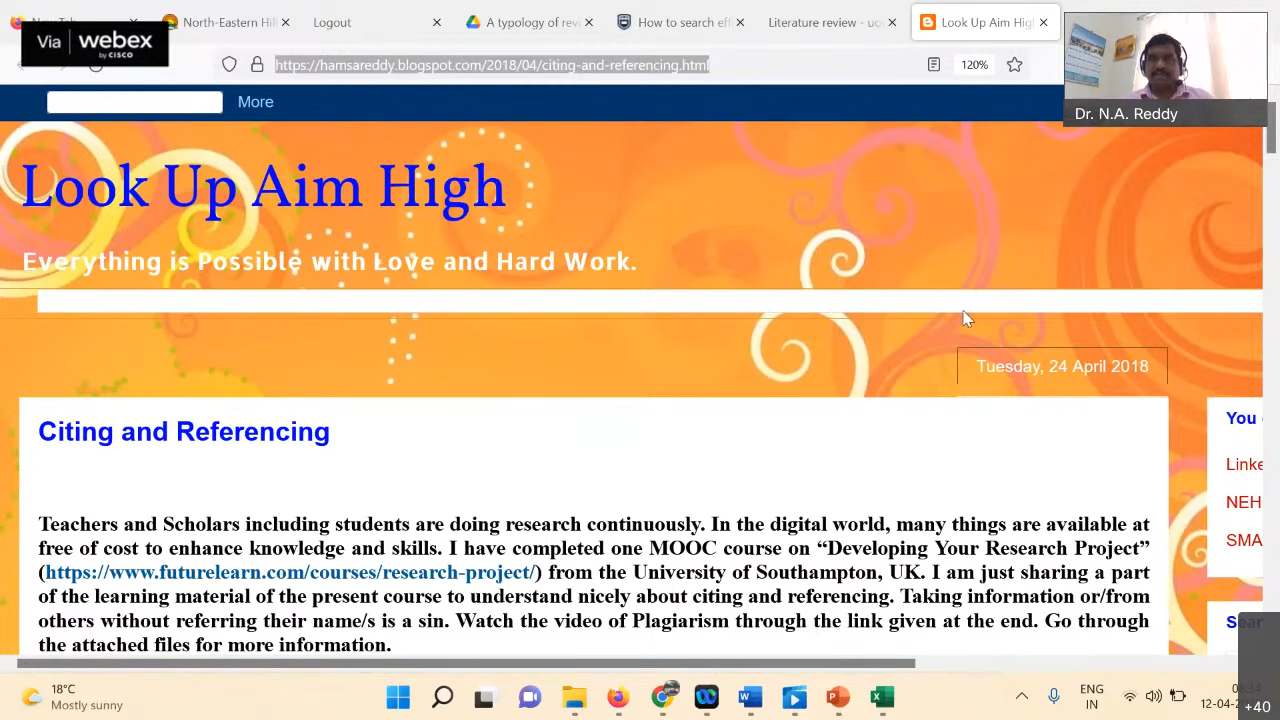 North-Eastern Hil
Logout
A typology of rev
How to search ef
Literature review - uo
Look Up Aim Hig
Via webex
by CISCO
https://hamsareddy.blogspot.com/2018/04/citing-and-referencing.html
120%
More
Dr. N.A. Reddy
Look Up Aim High
Everything is Possible with Love and Hard Work.
Tuesday, 24 April 2018
Citing and Referencing
You
Linke
NEH
SMA
Teachers and Scholars including students are doing research continuously. In the digital world, many things are available at
free of cost to enhance knowledge and skills. I have completed one MOOC course on “Developing Your Research Project”
(https://www.futurelearn.com/courses/research-project/) from the University of Southampton, UK. I am just sharing a part
of the learning material of the present course to understand nicely about citing and referencing. Taking information or/from
others without referring their name/s is a sin. Watch the video of Plagiarism through the link given at the end. Go through
the attached files for more information.
18°C
Mostly sunny
ENG
IN
12-04-2
+40